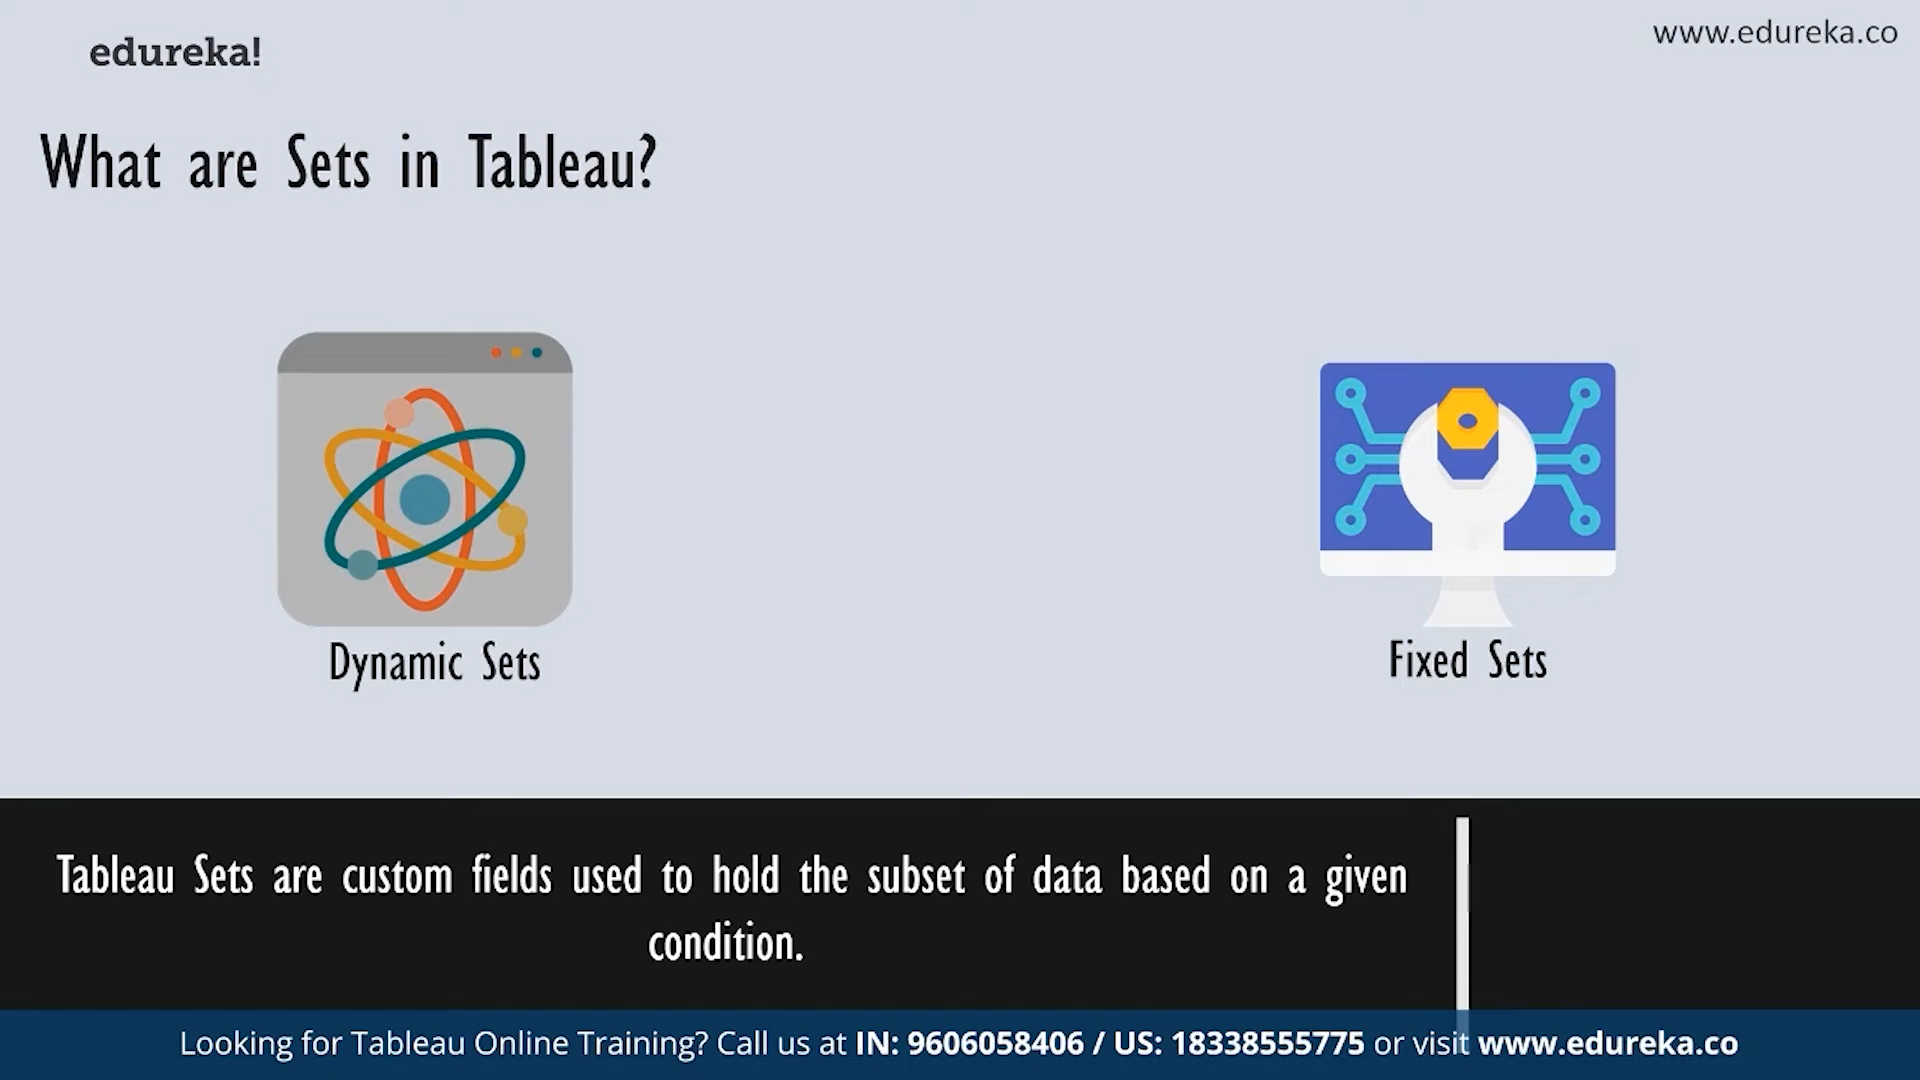 edureka!
www.edureka.co
What are Sets in Tableau?
Dynamic Sets
Fixed Sets
Tableau Sets are custom fields used to hold the subset of data based on a given
condition.
Looking for Tableau Online Training? Call us at IN: 9606058406 / US: 18338555775 or visit www.edureka.co